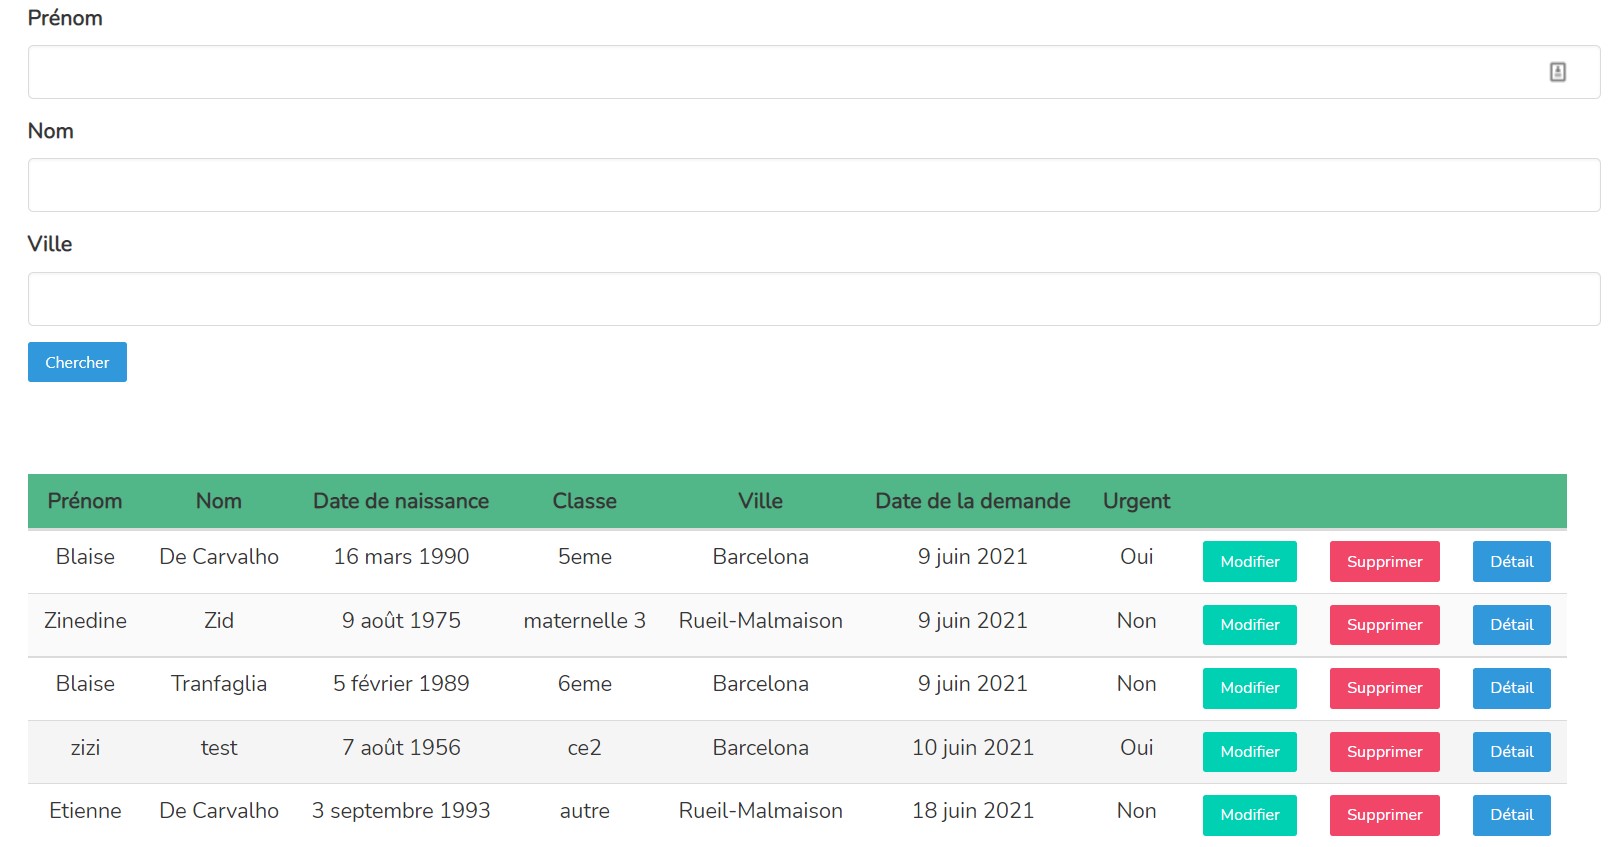 Prénom
Nom
Ville
Chercher
Prénom Nom Date de naissance Classe Ville Date de la demande Urgent
Blaise De Carvalho 16 mars 1990 5eme Barcelona 9 juin 2021 Oui Modifier Supprimer Détail
Zinedine Zid 9 août 1975 maternelle 3 Rueil-Malmaison 9 juin 2021 Non Modifier Supprimer Détail
Blaise Tranfaglia 5 février 1989 6eme Barcelona 9 juin 2021 Non Modifier Supprimer Détail
zizi test 7 août 1956 ce2 Barcelona 10 juin 2021 Oui Modifier Supprimer Détail
Etienne De Carvalho 3 septembre 1993 autre Rueil-Malmaison 18 juin 2021 Non Modifier Supprimer Détail